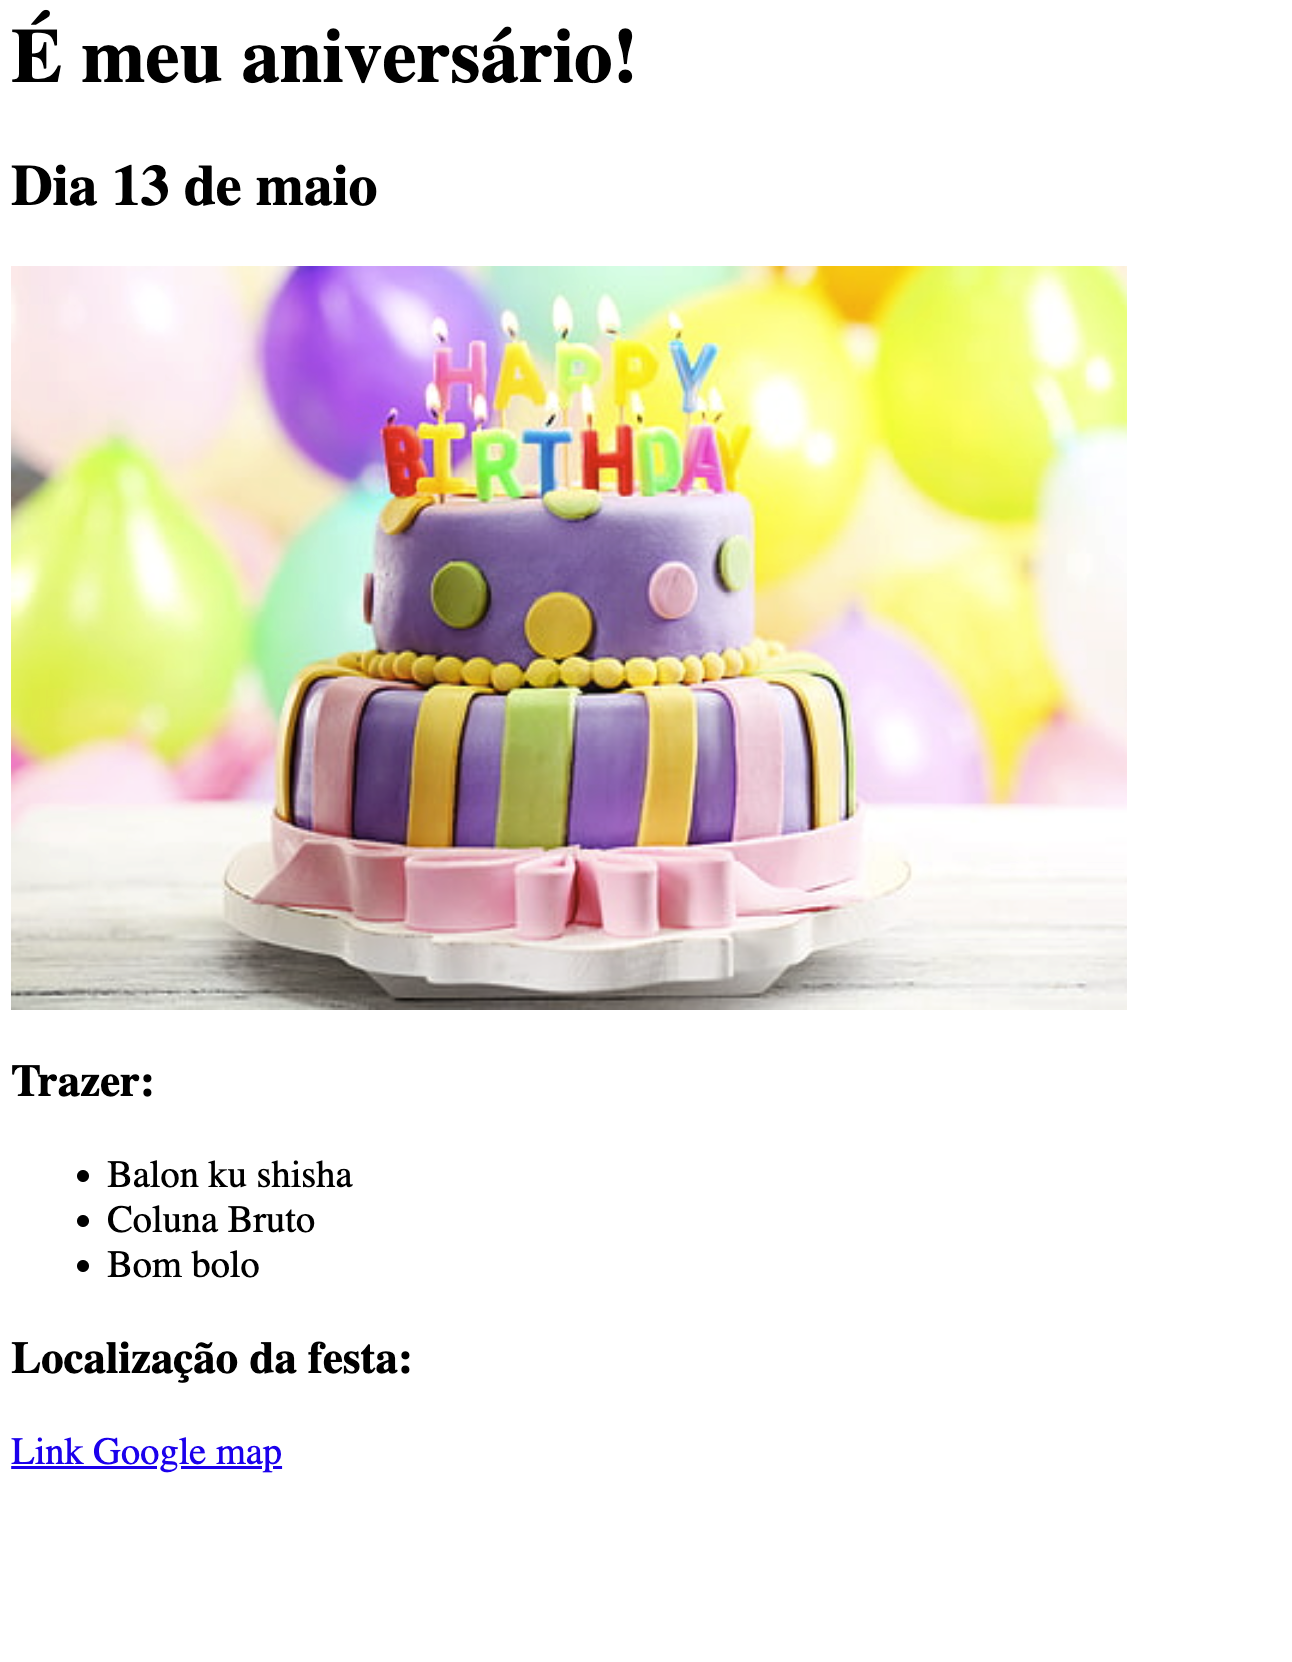 É meu aniversário!
Dia 13 de maio
HAPPY
BIRTHDAY
Trazer:
Balon ku shisha
Coluna Bruto
Bom bolo
Localização da festa:
Link Google map